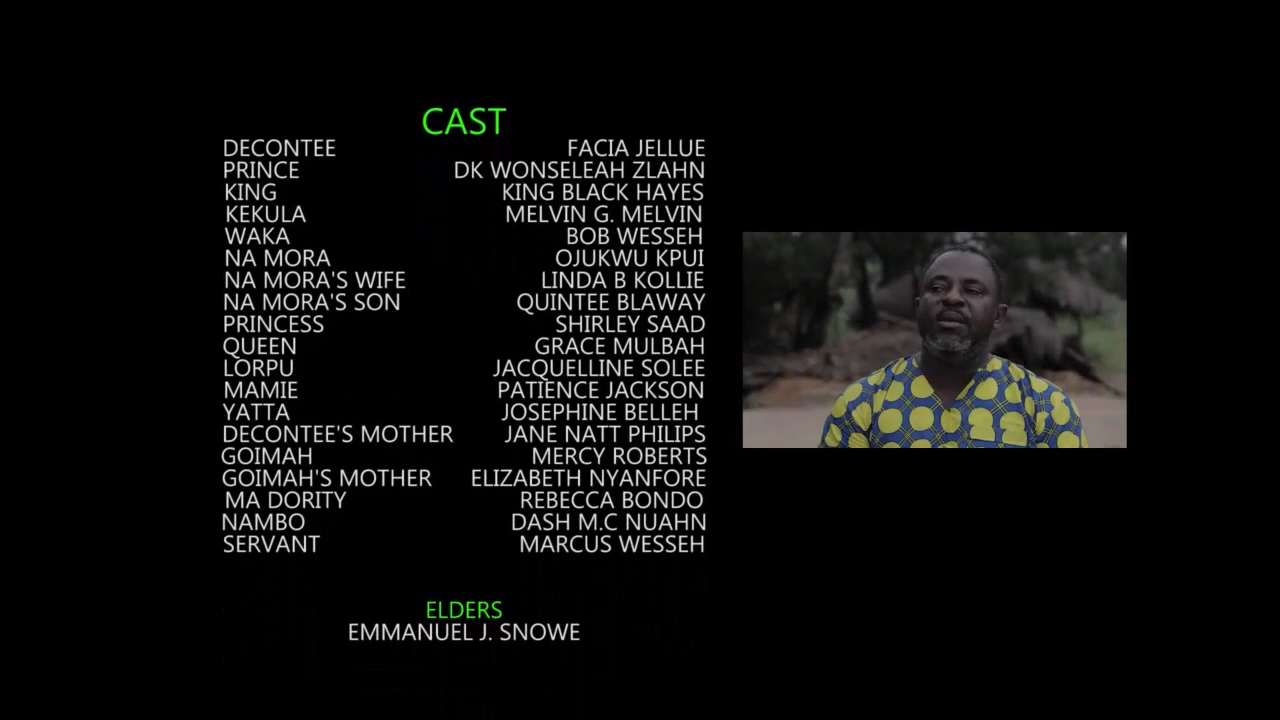 CAST
DECONTEE FACIA JELLUE
PRINCE DK WONSELEAH ZLAHN
KING KING BLACK HAYES
KEKULA MELVIN G. MELVIN
WAKA BOB WESSEH
NA MORA OJUKWU KPUI
NA MORA'S WIFE LINDA B KOLLIE
NA MORA'S SON QUINTEE BLAWAY
PRINCESS SHIRLEY SAAD
QUEEN GRACE MULBAH
LORPU JACQUELLINE SOLEE
MAMIE PATIENCE JACKSON
YATTA JOSEPHINE BELLEH
DECONTEE'S MOTHER JANE NATT PHILIPS
GOIMAH MERCY ROBERTS
GOIMAH'S MOTHER ELIZABETH NYANFORE
MA DORITY REBECCA BONDO
NAMBO DASH M.C NUAHN
SERVANT MARCUS WESSEH
ELDERS
EMMANUEL J. SNOWE